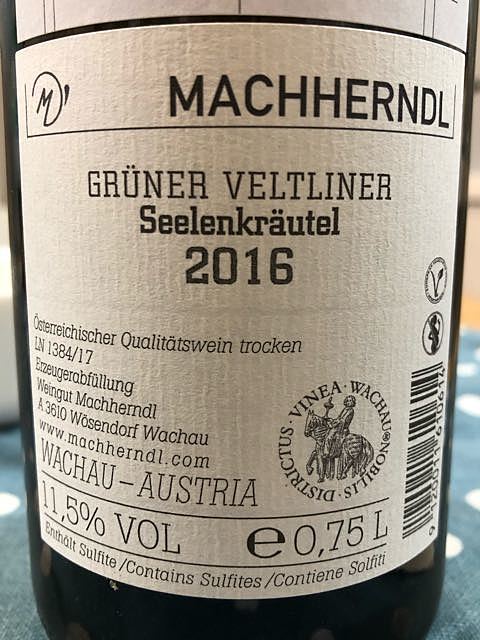 M
MACHHERNDL
GRÜNER VELTLINER
Seelenkräutel
2016
Österreichischer Qualitätswein trocken
LN 1384/17
Erzeugerabfüllung
Weingut Machherndl
A 3610 Wösendorf Wachau
www.machherndl.com
WACHAU – AUSTRIA
11,5% VOL
e 0,75 L
Enthält Sulfite /Contains Sulfites /Contiene Solfiti
VINEA · WACHAU® NOBILIS · DISTRICTUS ·